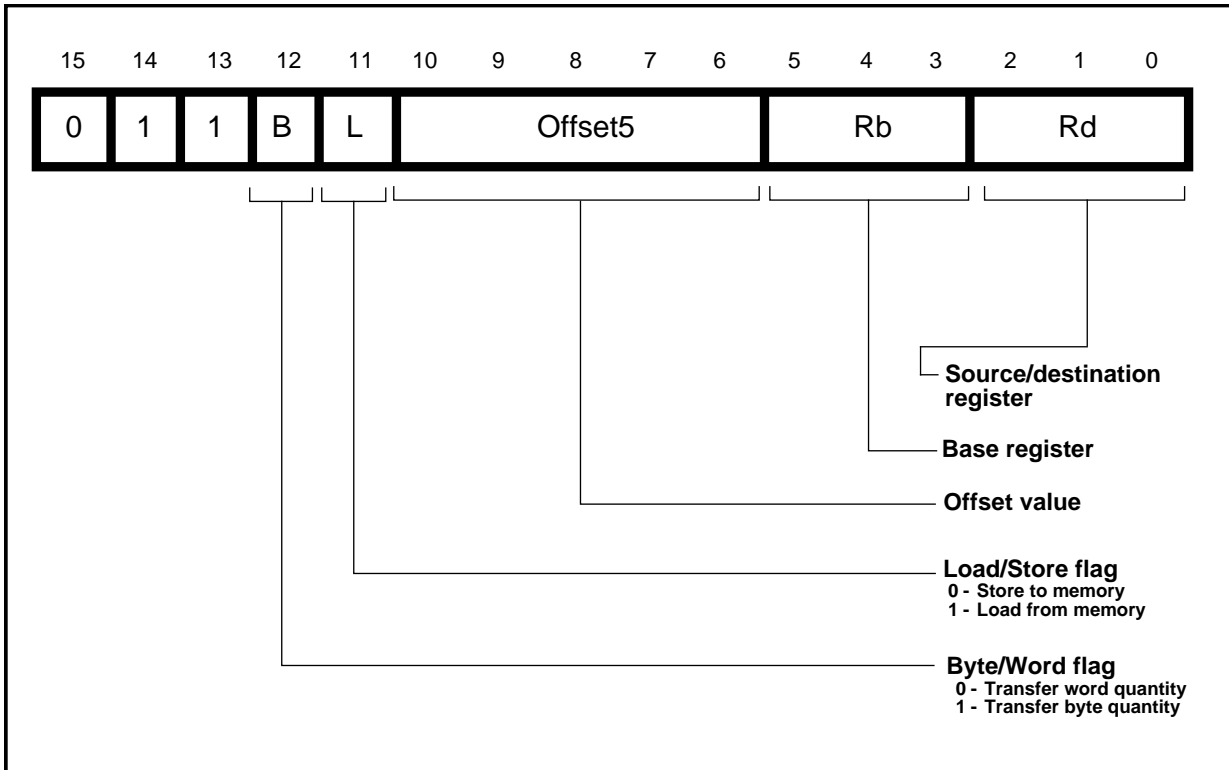 15 14 13 12 11 10 9 8 7 6 5 4 3 2 1 0
0 1 1 B L Offset5 Rb Rd
Source/destination
register
Base register
Offset value
Load/Store flag
0 - Store to memory
1 - Load from memory
Byte/Word flag
0 - Transfer word quantity
1 - Transfer byte quantity